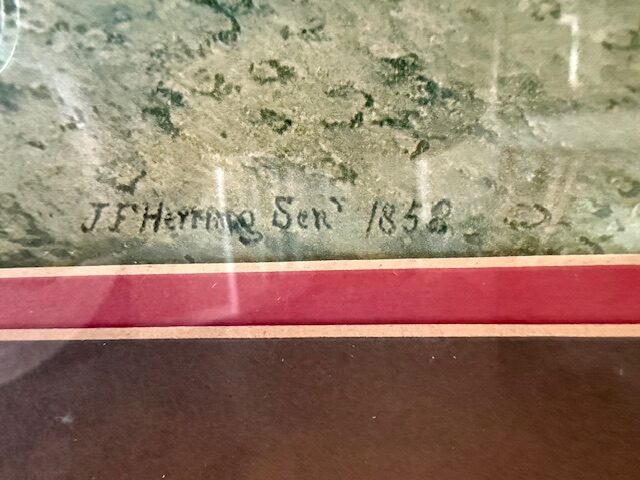 J F Herring Senr 1858